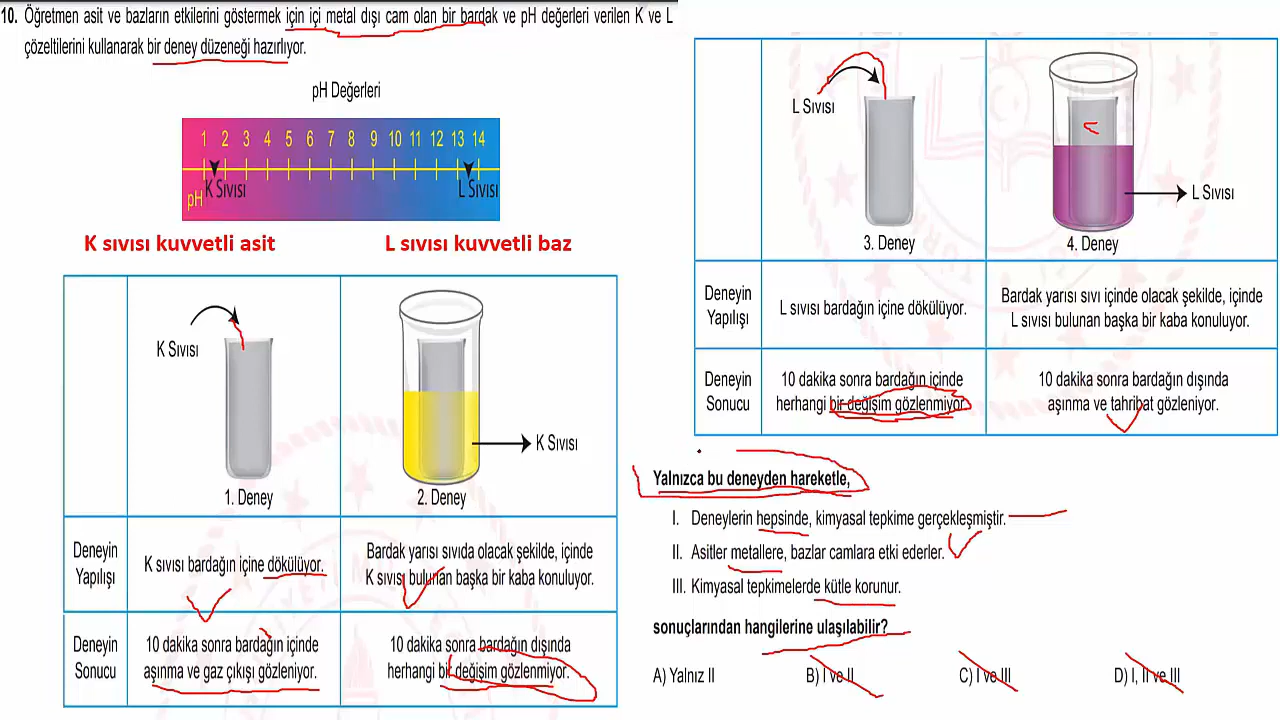 10. Öğretmen asit ve bazların etkilerini göstermek için içi metal dışı cam olan bir bardak ve pH değerleri verilen K ve L
çözeltilerini kullanarak bir deney düzeneği hazırlıyor.
pH Değerleri
1 2 3 4 5 6 7 8 9 10 11 12 13 14
K Sıvısı L Sıvısı
pH
K sıvısı kuvvetli asit L sıvısı kuvvetli baz
K Sıvısı
K Sıvısı
1. Deney 2. Deney
Deneyin
Yapılışı
K sıvısı bardağın içine dökülüyor.
Bardak yarısı sıvıda olacak şekilde, içinde
K sıvısı bulunan başka bir kaba konuluyor.
Deneyin
Sonucu
10 dakika sonra bardağın içinde
aşınma ve gaz çıkışı gözleniyor.
10 dakika sonra bardağın dışında
herhangi bir değişim gözlenmiyor.
L Sıvısı
L Sıvısı
3. Deney 4. Deney
Deneyin
Yapılışı
L sıvısı bardağın içine dökülüyor.
Bardak yarısı sıvı içinde olacak şekilde, içinde
L sıvısı bulunan başka bir kaba konuluyor.
Deneyin
Sonucu
10 dakika sonra bardağın içinde
herhangi bir değişim gözlenmiyor.
10 dakika sonra bardağın dışında
aşınma ve tahribat gözleniyor.
Yalnızca bu deneyden hareketle,
I. Deneylerin hepsinde, kimyasal tepkime gerçekleşmiştir.
II. Asitler metallere, bazlar camlara etki ederler.
III. Kimyasal tepkimelerde kütle korunur.
sonuçlarından hangilerine ulaşılabilir?
A) Yalnız II B) I ve II C) I ve III D) I, II ve III